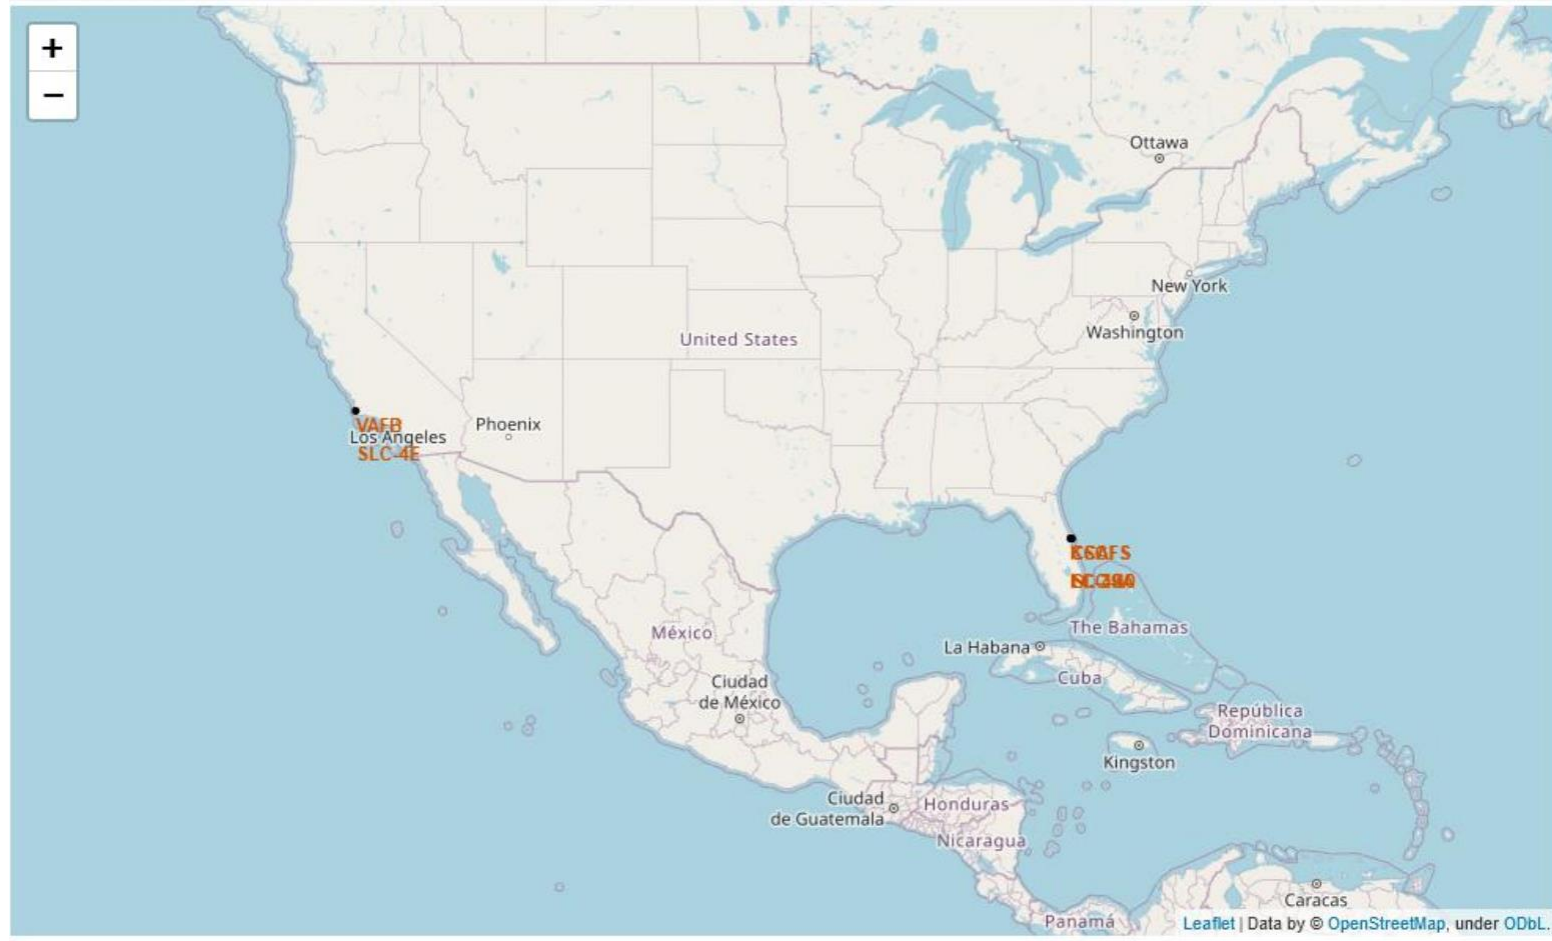 +
−
Ottawa
New York
Washington
United States
VAFB
Los Angeles
SLC-4E
Phoenix
México
Ciudad
de México
La Habana
The Bahamas
Cuba
República
Dominicana
Kingston
Ciudad
de Guatemala
Honduras
Nicaragua
Caracas
Panamá
Leaflet | Data by © OpenStreetMap, under ODbL.